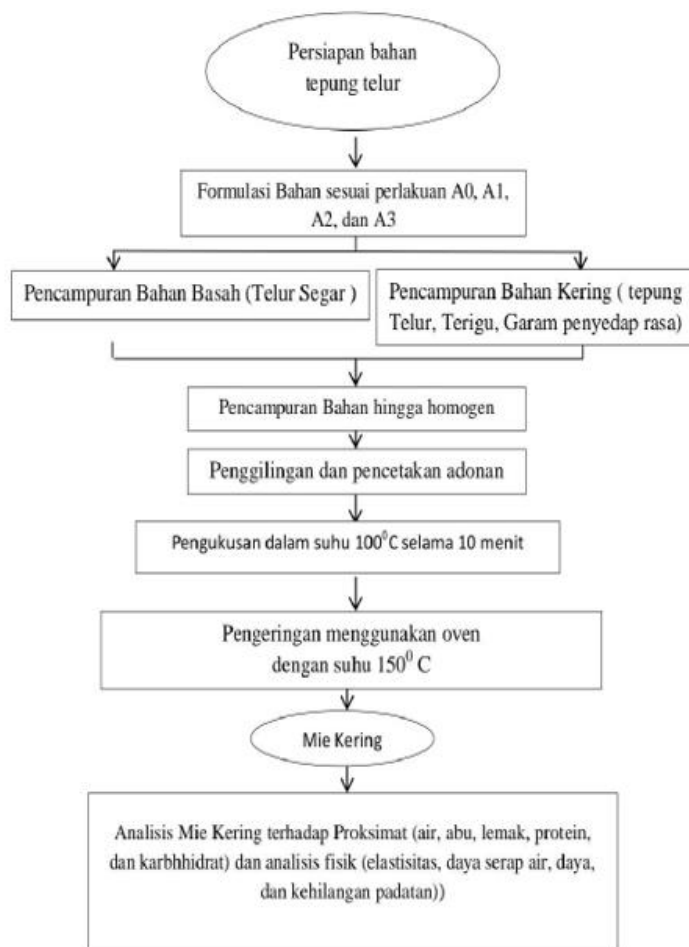 Persiapan bahan
tepung telur
Formulasi Bahan sesuai perlakuan A0, A1,
A2, dan A3
Pencampuran Bahan Basah (Telur Segar )
Pencampuran Bahan Kering ( tepung
Telur, Terigu, Garam penyedap rasa)
Pencampuran Bahan hingga homogen
Penggilingan dan pencetakan adonan
Pengukusan dalam suhu 100⁰C selama 10 menit
Pengeringan menggunakan oven
dengan suhu 150⁰ C
Mie Kering
Analisis Mie Kering terhadap Proksimat (air, abu, lemak, protein,
dan karbhhidrat) dan analisis fisik (elastisitas, daya serap air, daya,
dan kehilangan padatan))